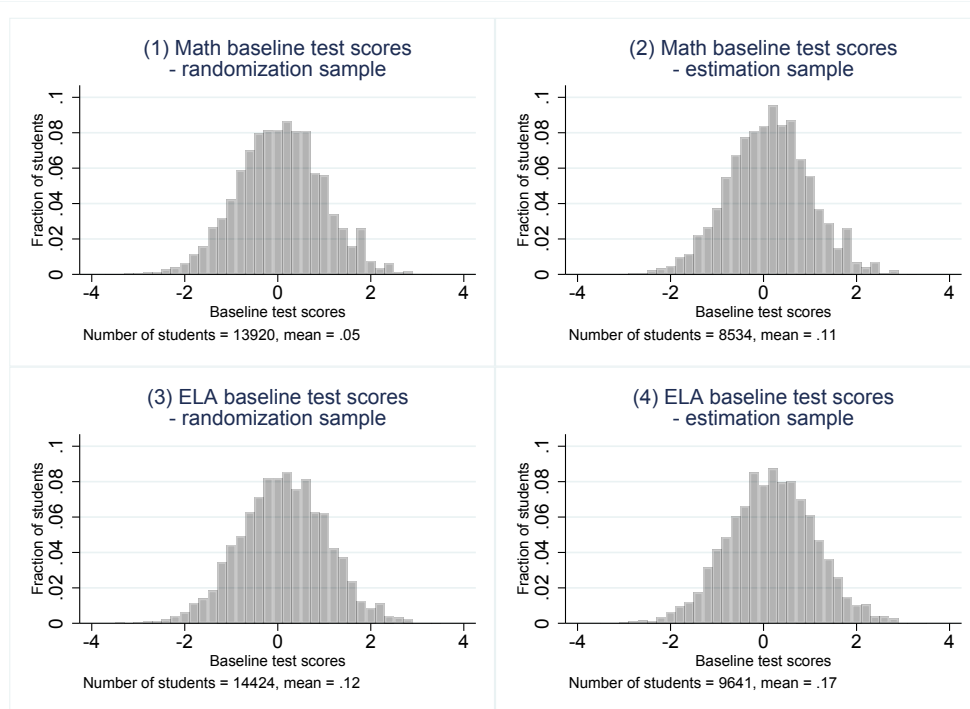 (1) Math baseline test scores
- randomization sample
Fraction of students
.1
.08
.06
.04
.02
0
-4 -2 0 2 4
Baseline test scores
Number of students = 13920, mean = .05
(2) Math baseline test scores
- estimation sample
Fraction of students
.1
.08
.06
.04
.02
0
-4 -2 0 2 4
Baseline test scores
Number of students = 8534, mean = .11
(3) ELA baseline test scores
- randomization sample
Fraction of students
.1
.08
.06
.04
.02
0
-4 -2 0 2 4
Baseline test scores
Number of students = 14424, mean = .12
(4) ELA baseline test scores
- estimation sample
Fraction of students
.1
.08
.06
.04
.02
0
-4 -2 0 2 4
Baseline test scores
Number of students = 9641, mean = .17